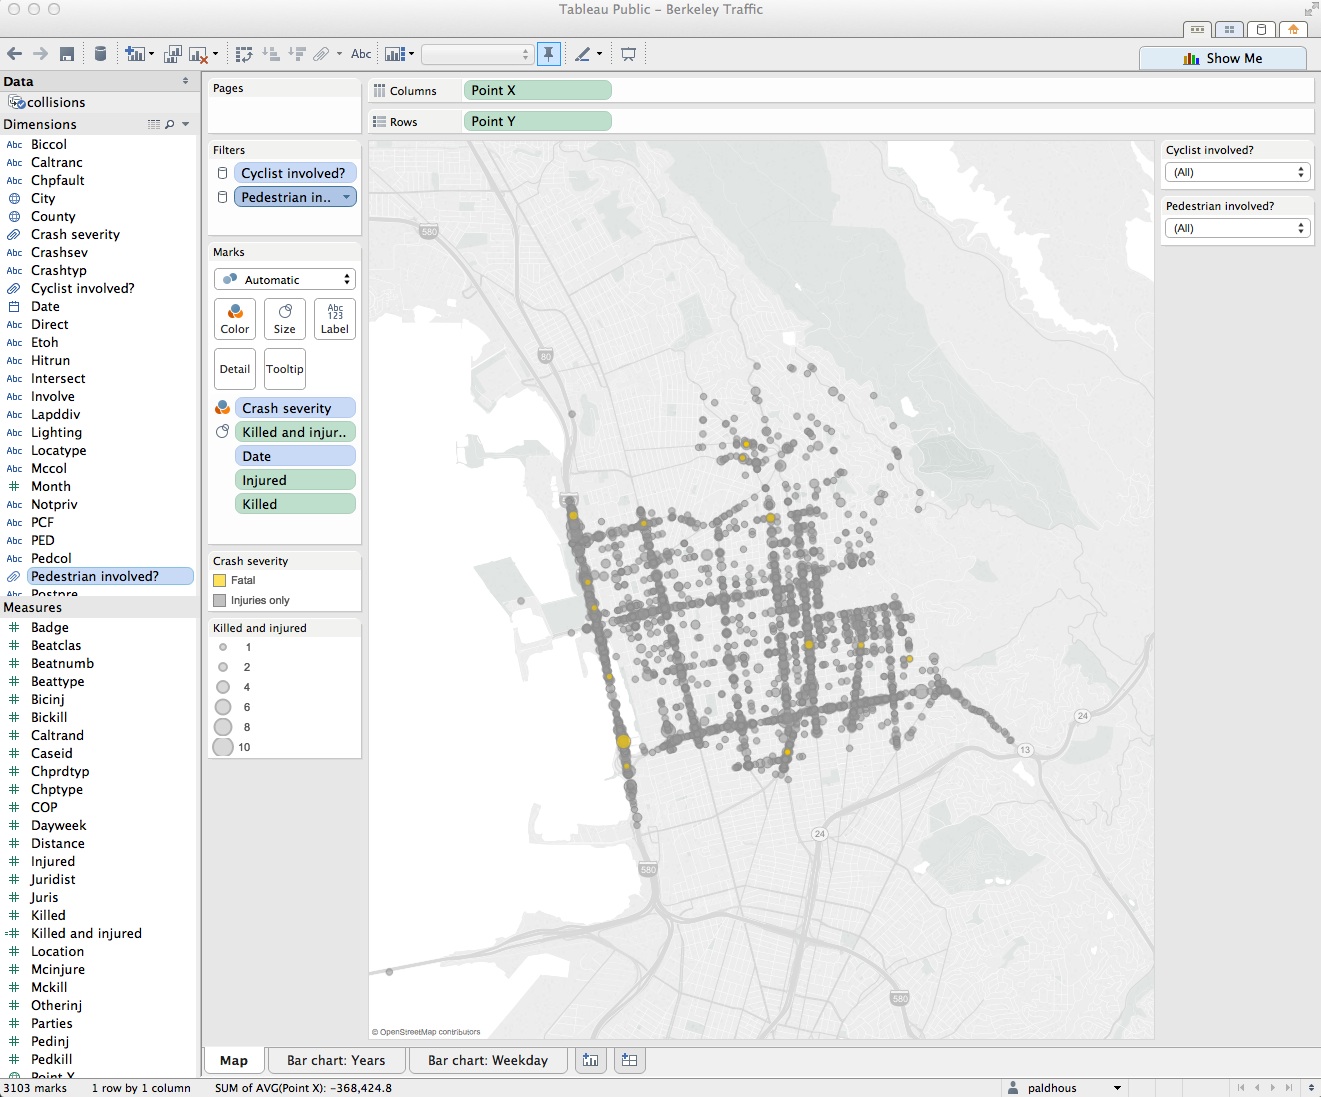 Tableau Public - Berkeley Traffic
Abc
Show Me
Data
collisions
Dimensions
Abc Biccol
Abc Caltranc
Abc Chpfault
City
County
Crash severity
Abc Crashsev
Abc Crashtyp
Cyclist involved?
Date
Abc Direct
Abc Etoh
Abc Hitrun
Abc Intersect
Abc Involve
Abc Lapddiv
Abc Lighting
Abc Locatype
Abc Mccol
# Month
Abc Notpriv
Abc PCF
Abc PED
Abc Pedcol
Pedestrian involved?
Abc Postpre
Measures
# Badge
# Beatclas
# Beatnumb
# Beattype
# Bicinj
# Bickill
# Caltrand
# Caseid
# Chprdtyp
# Chptype
# COP
# Dayweek
# Distance
# Injured
# Juridist
# Juris
# Killed
=# Killed and injured
# Location
# Mcinjure
# Mckill
# Otherinj
# Parties
# Pedinj
# Pedkill
Point X
Pages
Filters
Cyclist involved?
Pedestrian in..
Marks
Automatic
Color
Size
Abc
123
Label
Detail
Tooltip
Crash severity
Killed and injur..
Date
Injured
Killed
Crash severity
Fatal
Injuries only
Killed and injured
1
2
4
6
8
10
Columns
Point X
Rows
Point Y
580
80
24
13
24
580
580
© OpenStreetMap contributors
Cyclist involved?
(All)
Pedestrian involved?
(All)
Map
Bar chart: Years
Bar chart: Weekday
3103 marks
1 row by 1 column
SUM of AVG(Point X): -368,424.8
paldhous